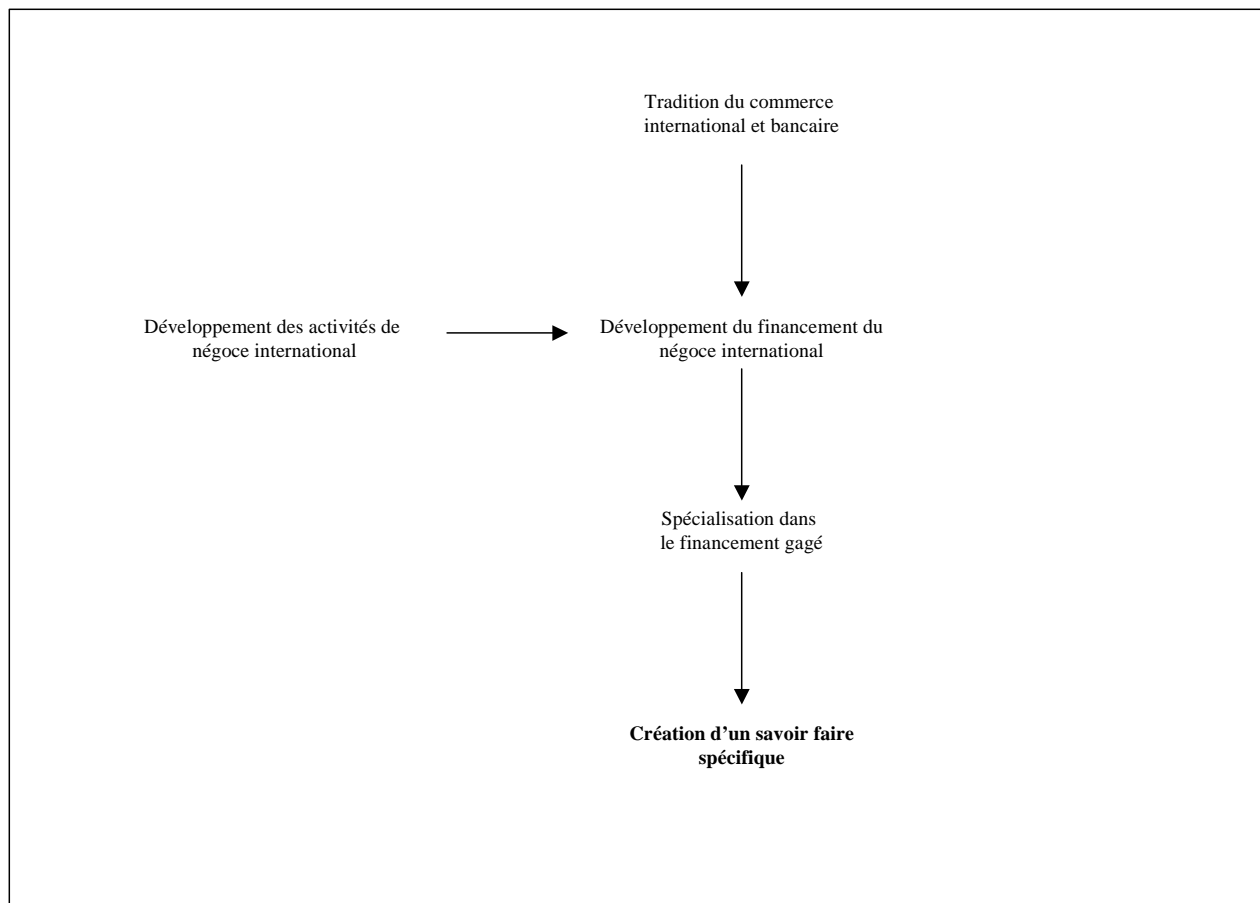 Tradition du commerce
international et bancaire
Développement des activités de
négoce international
Développement du financement du
négoce international
Spécialisation dans
le financement gagé
Création d’un savoir faire
spécifique